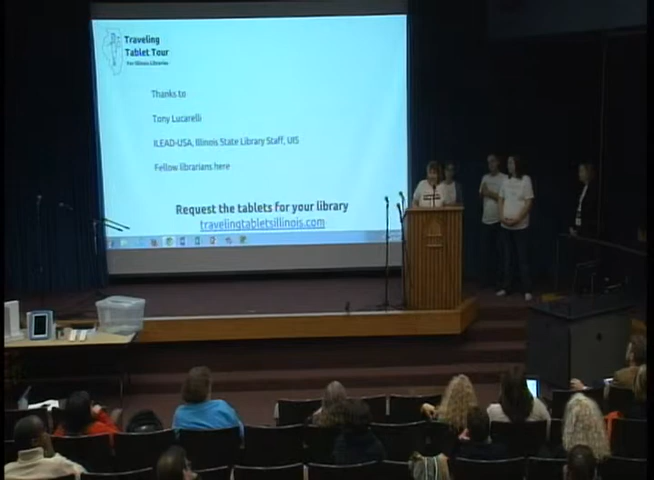 Traveling
Tablet Tour
For Illinois Libraries
Thanks to
Tony Lucarelli
ILEAD-USA, Illinois State Library Staff, UIS
Fellow librarians here
Request the tablets for your library
travelingtabletsillinois.com